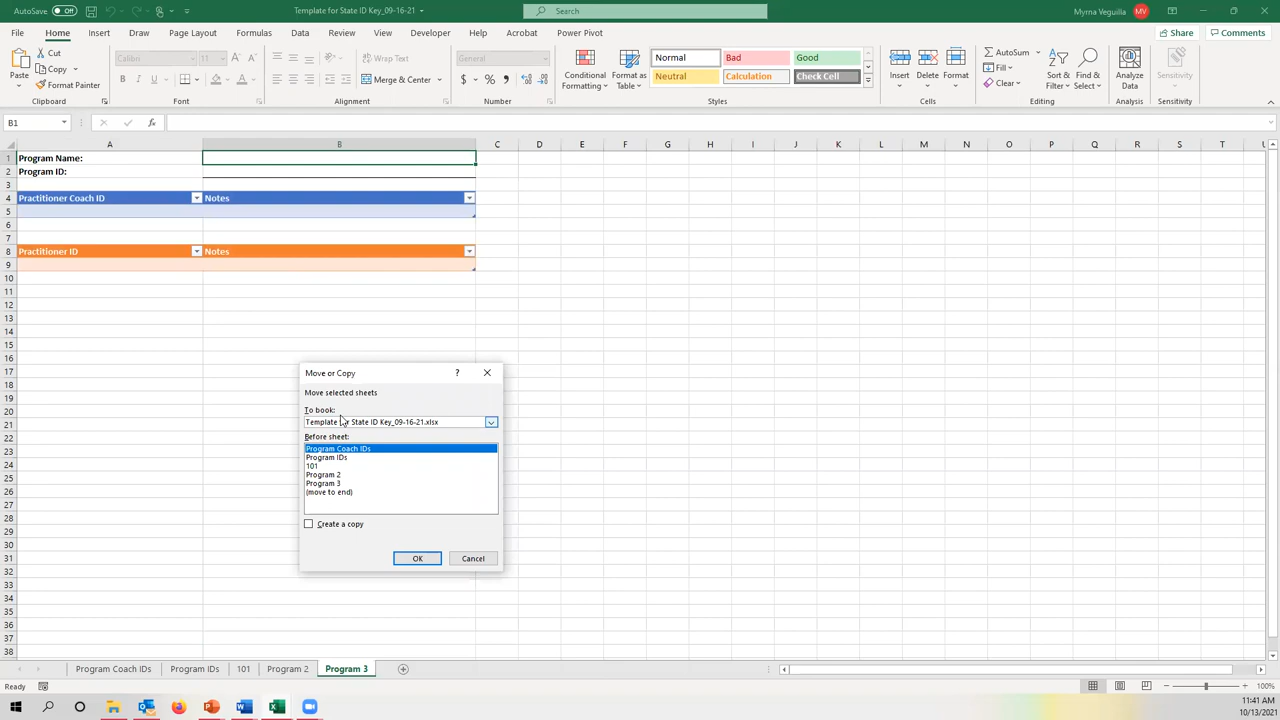 AutoSave Off Template for State ID Key_09-16-21 Search Myrna Veguilla MV
File Home Insert Draw Page Layout Formulas Data Review View Developer Help Acrobat Power Pivot Share Comments
Paste Cut Copy Format Painter
Clipboard
Calibri 11
B I U A
Font
Wrap Text
Merge & Center
Alignment
General
$ % ,
Number
Conditional Formatting Format as Table
Normal Bad Good
Neutral Calculation Check Cell
Styles
Insert Delete Format
Cells
AutoSum
Fill
Clear
Sort & Filter Find & Select
Editing
Analyze Data
Analysis
Sensitivity
Sensitivity
B1 fx
A B C D E F G H I J K L M N O P Q R S T U
1 Program Name:
2 Program ID:
3
4 Practitioner Coach ID Notes
5
6
7
8 Practitioner ID Notes
9
10
11
12
13
14
15
16
17
18
19
20
21
22
23
24
25
26
27
28
29
30
31
32
33
34
35
36
37
38
Move or Copy ?
Move selected sheets
To book:
Template for State ID Key_09-16-21.xlsx
Before sheet:
Program Coach IDs
Program IDs
101
Program 2
Program 3
(move to end)
Create a copy
OK Cancel
Program Coach IDs Program IDs 101 Program 2 Program 3
Ready 100%
11:41 AM
10/13/2021